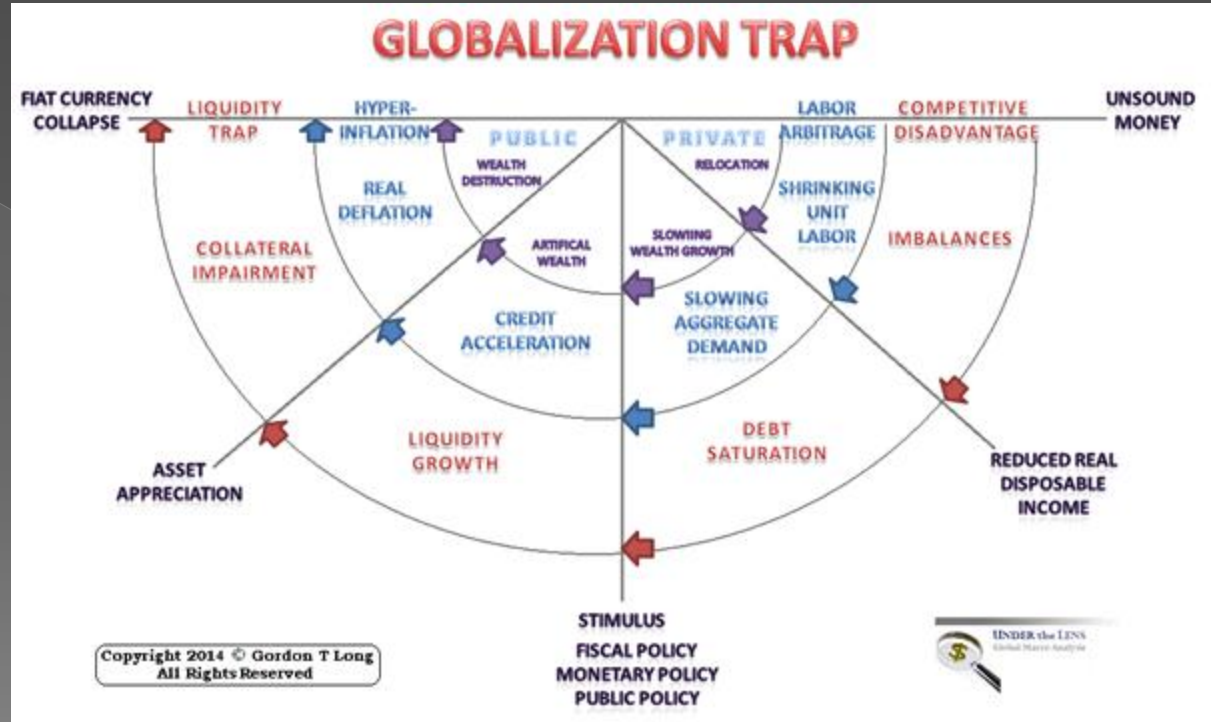 GLOBALIZATION TRAP
FIAT CURRENCY
COLLAPSE
LIQUIDITY
TRAP
HYPER-
INFLATION
PUBLIC
PRIVATE
LABOR
ARBITRAGE
COMPETITIVE
DISADVANTAGE
UNSOUND
MONEY
WEALTH
DESTRUCTION
RELOCATION
REAL
DEFLATION
SHRINKING
UNIT
LABOR
COLLATERAL
IMPAIRMENT
ARTIFICAL
WEALTH
SLOWIING
WEALTH GROWTH
IMBALANCES
CREDIT
ACCELERATION
SLOWING
AGGREGATE
DEMAND
LIQUIDITY
GROWTH
DEBT
SATURATION
ASSET
APPRECIATION
REDUCED REAL
DISPOSABLE
INCOME
STIMULUS
FISCAL POLICY
MONETARY POLICY
PUBLIC POLICY
Copyright 2014 © Gordon T Long
All Rights Reserved
UNDER the LENS
Global Macro Analysis
$